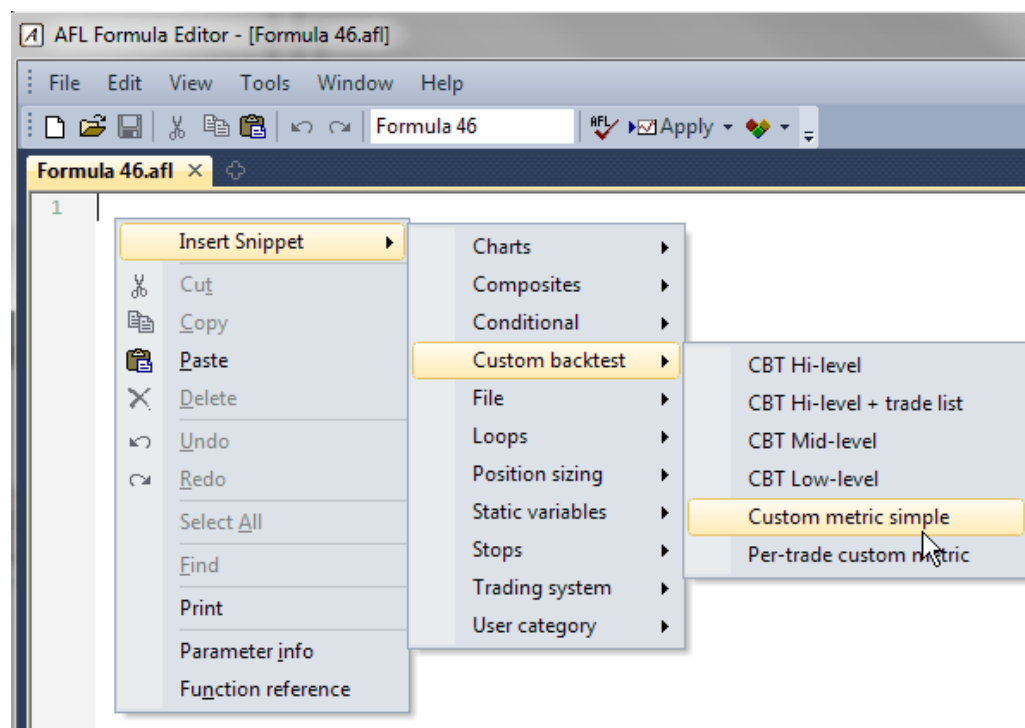 AFL Formula Editor - [Formula 46.afl]
File Edit View Tools Window Help
Formula 46 AFL Apply
Formula 46.afl
1
Insert Snippet
Cut
Copy
Paste
Delete
Undo
Redo
Select All
Find
Print
Parameter info
Function reference
Charts
Composites
Conditional
Custom backtest
File
Loops
Position sizing
Static variables
Stops
Trading system
User category
CBT Hi-level
CBT Hi-level + trade list
CBT Mid-level
CBT Low-level
Custom metric simple
Per-trade custom metric